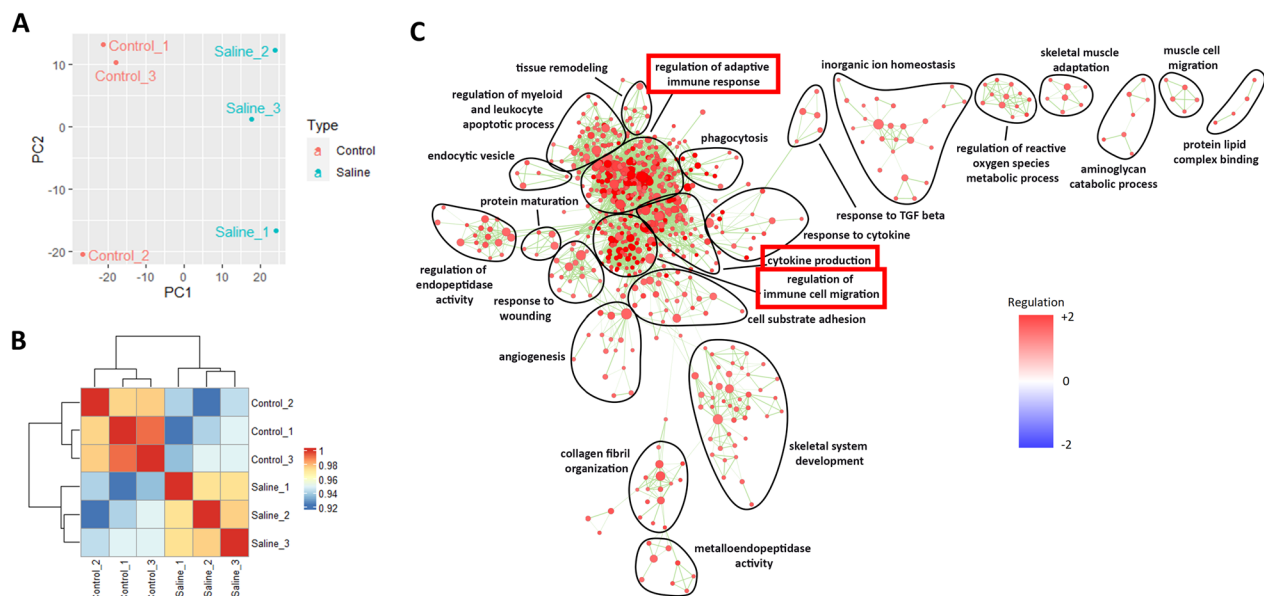 A
Control_1
Control_3
Control_2
Saline_2
Saline_3
Saline_1
10
0
-10
-20
PC2
-20
-10
0
10
20
PC1
Type
Control
Saline
B
Control_2
Control_1
Control_3
Saline_1
Saline_2
Saline_3
Control_2
Control_1
Control_3
Saline_1
Saline_2
Saline_3
1
0.98
0.96
0.94
0.92
C
tissue remodeling
regulation of adaptive
immune response
regulation of myeloid
and leukocyte
apoptotic process
endocytic vesicle
phagocytosis
protein maturation
regulation of
endopeptidase
activity
response to
wounding
angiogenesis
response to cytokine
cytokine production
regulation of
immune cell migration
cell substrate adhesion
inorganic ion homeostasis
response to TGF beta
skeletal muscle
adaptation
regulation of reactive
oxygen species
metabolic process
muscle cell
migration
aminoglycan
catabolic process
protein lipid
complex binding
collagen fibril
organization
skeletal system
development
metalloendopeptidase
activity
Regulation
+2
0
-2